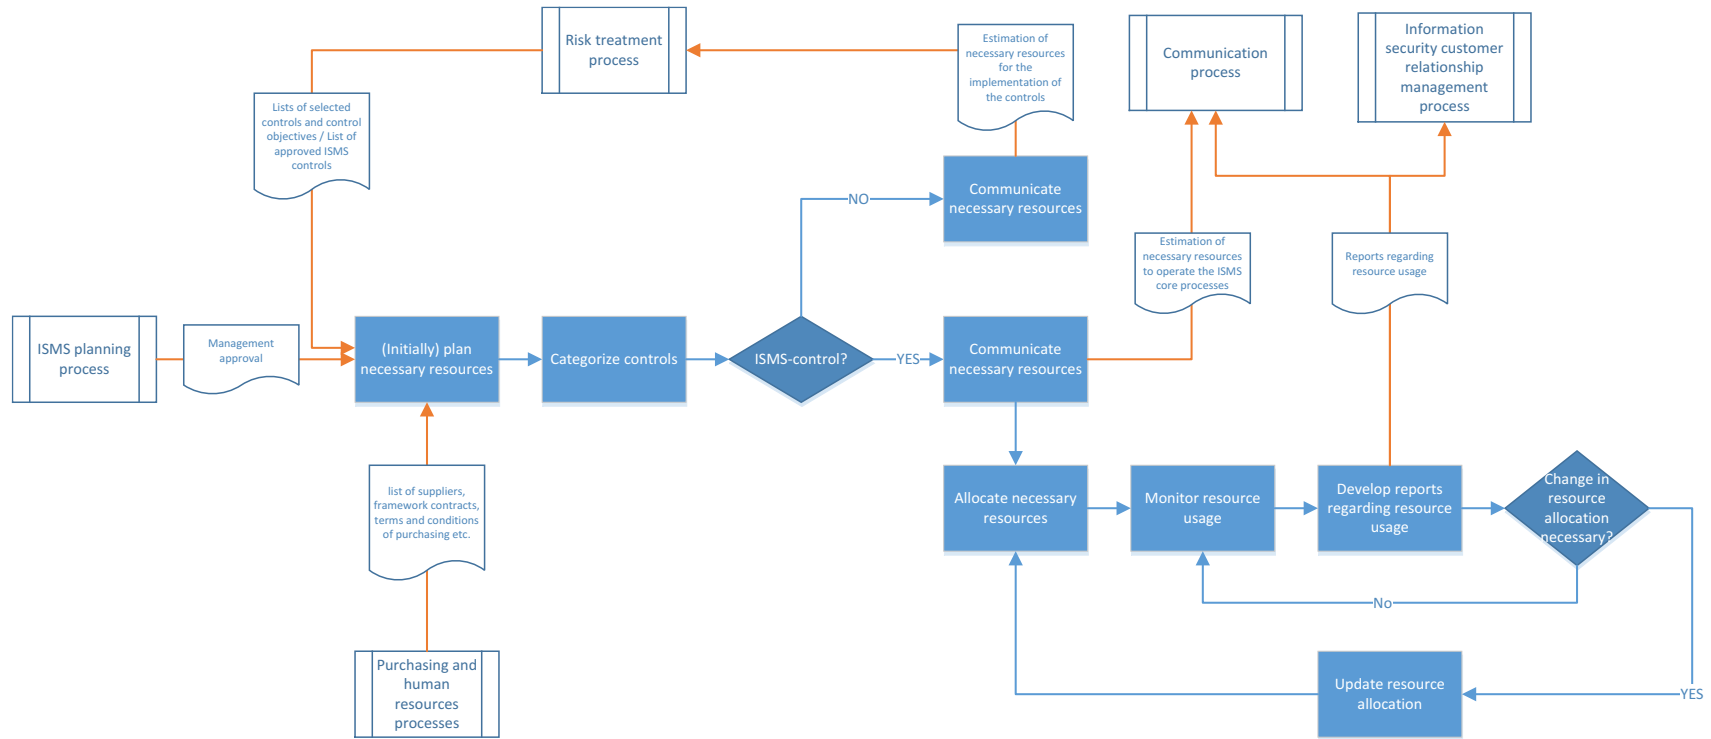 Risk treatment
process
Estimation of
necessary resources
for the
implementation of
the controls
Communication
process
Information
security customer
relationship
management
process
Lists of selected
controls and control
objectives / List of
approved ISMS
controls
Communicate
necessary resources
NO
Estimation of
necessary resources
to operate the ISMS
core processes
Reports regarding
resource usage
ISMS planning
process
Management
approval
(Initially) plan
necessary resources
Categorize controls
ISMS-control?
YES
Communicate
necessary resources
list of suppliers,
framework contracts,
terms and conditions
of purchasing etc.
Allocate necessary
resources
Monitor resource
usage
Develop reports
regarding resource
usage
Change in
resource
allocation
necessary?
No
Purchasing and
human
resources
processes
Update resource
allocation
YES